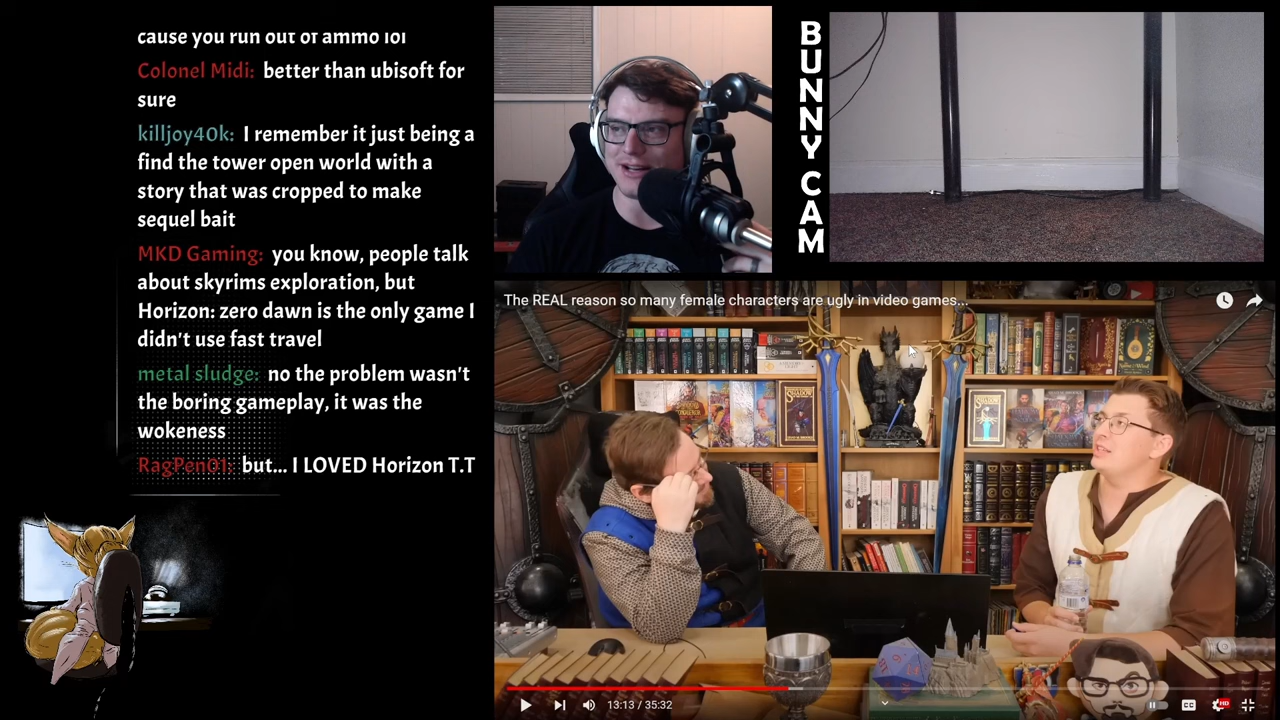 cause you run out of ammo lol
Colonel Midi: better than ubisoft for
sure
killjoy40k: I remember it just being a
find the tower open world with a
story that was cropped to make
sequel bait
MKD Gaming: you know, people talk
about skyrims exploration, but
Horizon: zero dawn is the only game I
didn't use fast travel
metal sludge: no the problem wasn't
the boring gameplay, it was the
wokeness
RagPen01: but... I LOVED Horizon T.T
BUNNY CAM
The REAL reason so many female characters are ugly in video games...
13:13 / 35:32
CC
HD